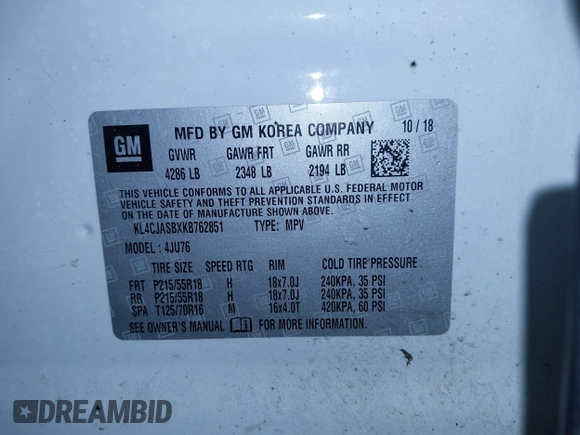 GM
MFD BY GM KOREA COMPANY 10 / 18
GVWR GAWR FRT GAWR RR
4286 LB 2348 LB 2194 LB
THIS VEHICLE CONFORMS TO ALL APPLICABLE U.S. FEDERAL MOTOR
VEHICLE SAFETY AND THEFT PREVENTION STANDARDS IN EFFECT ON
THE DATE OF MANUFACTURE SHOWN ABOVE.
KL4CJASBXKB762851 TYPE: MPV
MODEL : 4JU76
TIRE SIZE SPEED RTG RIM COLD TIRE PRESSURE
FRT P215/55R18 H 18x7.0J 240KPA, 35 PSI
RR P215/55R18 H 18x7.0J 240KPA, 35 PSI
SPA T125/70R16 M 16x4.0T 420KPA, 60 PSI
SEE OWNER'S MANUAL FOR MORE INFORMATION.
DREAMBID